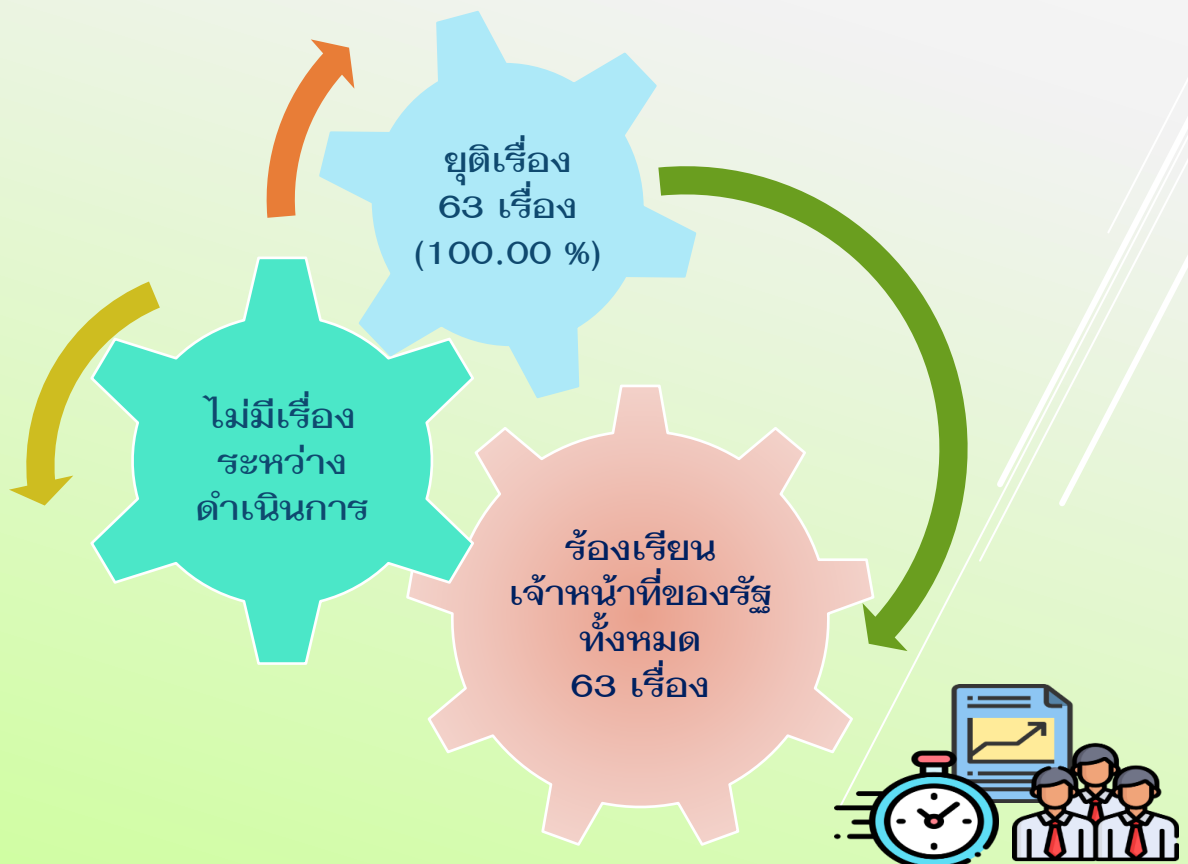 ยุติเรื่อง
63 เรื่อง
(100.00 %)
ไม่มีเรื่อง
ระหว่าง
ดำเนินการ
ร้องเรียน
เจ้าหน้าที่ของรัฐ
ทั้งหมด
63 เรื่อง